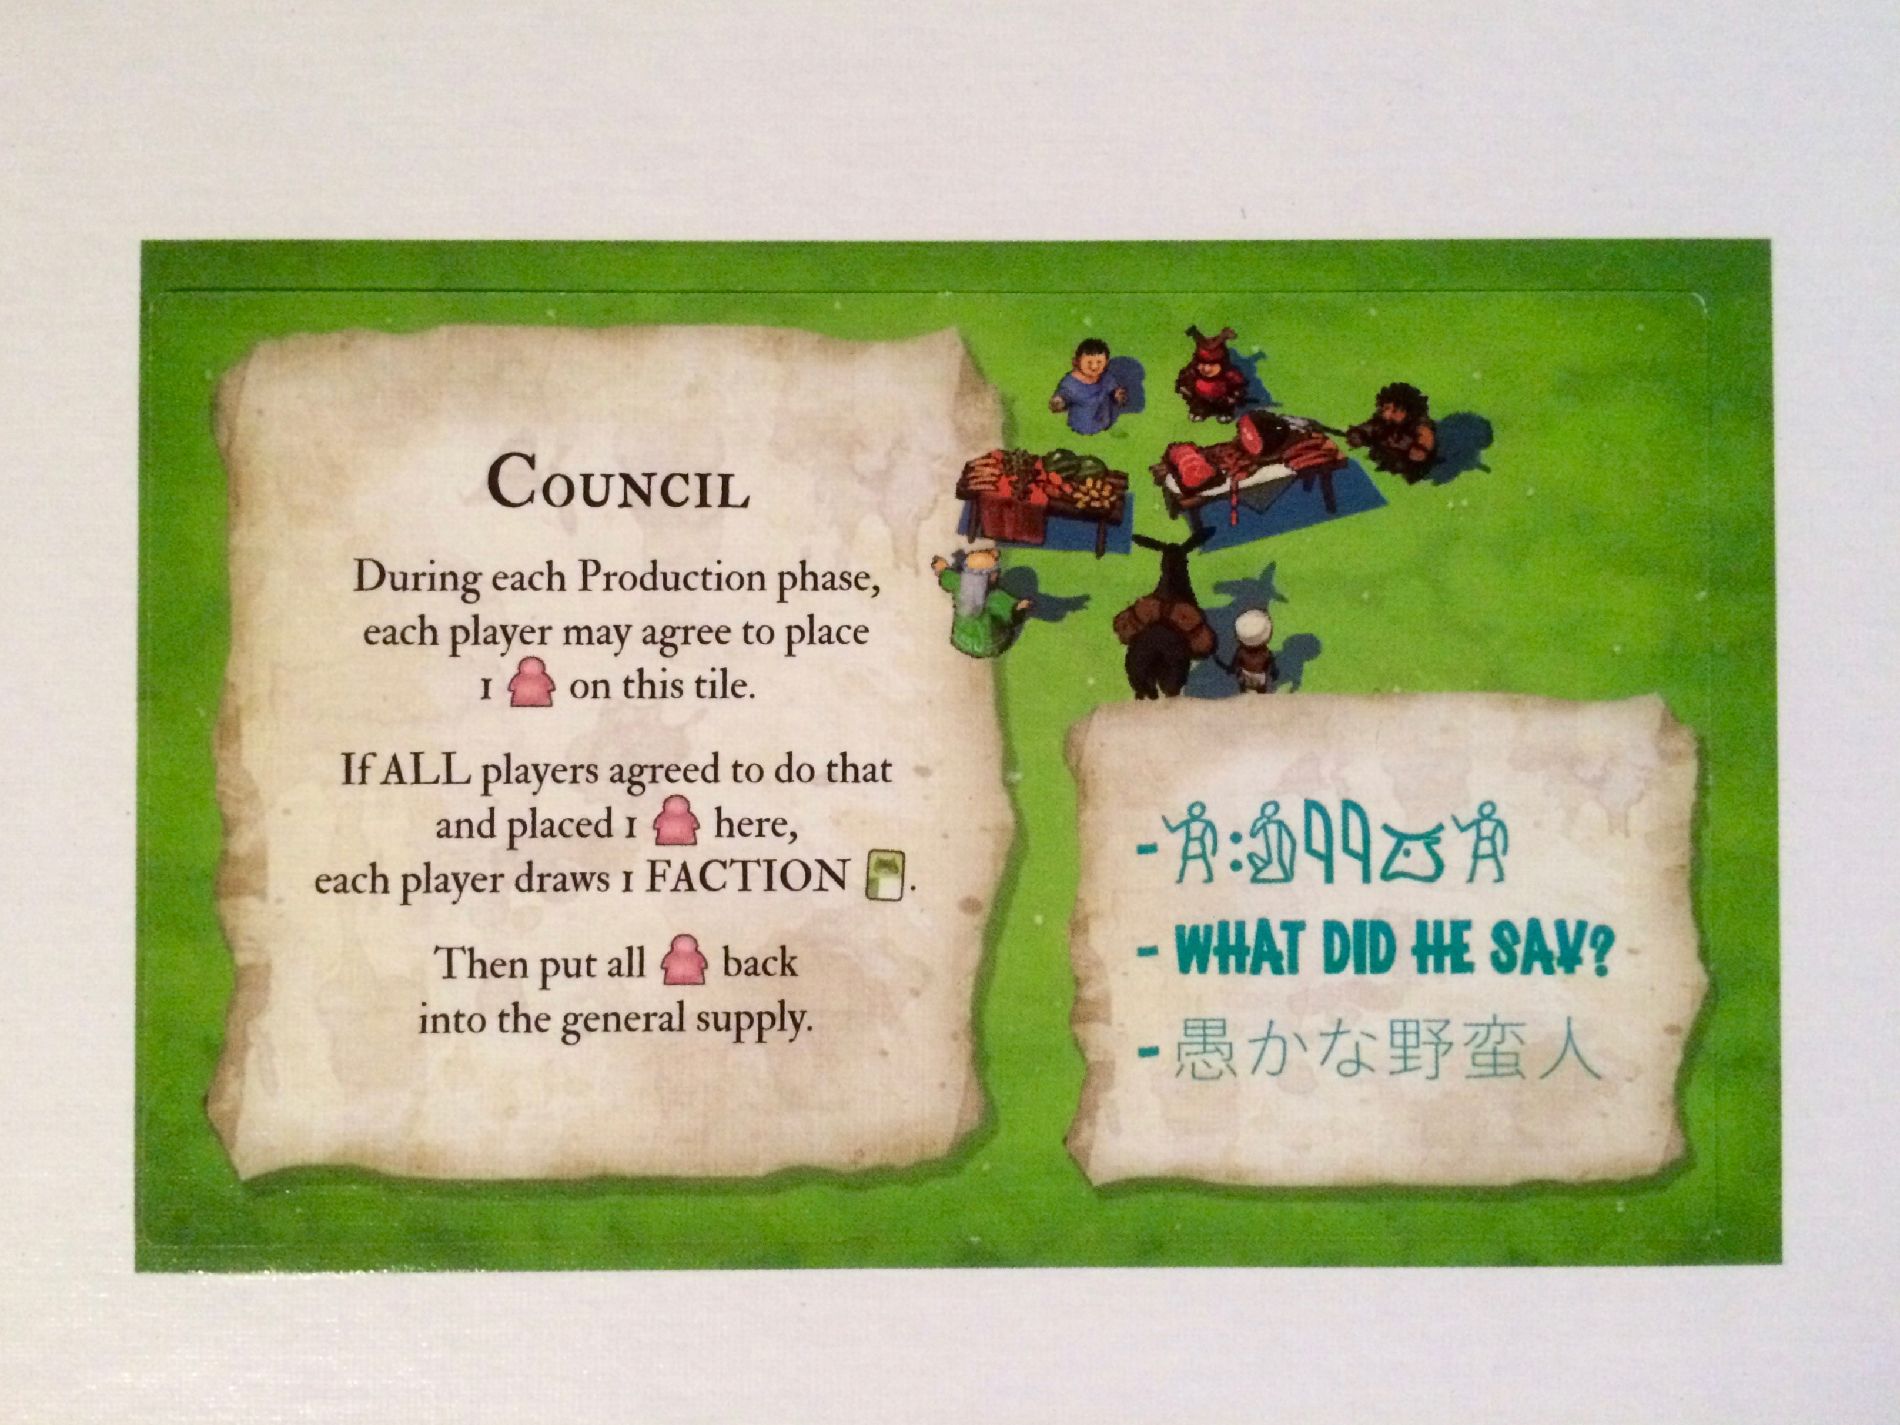 COUNCIL
During each Production phase,
each player may agree to place
1 on this tile.
If ALL players agreed to do that
and placed 1 here,
each player draws 1 FACTION .
Then put all back
into the general supply.
- WHAT DID HE SAY?
- 愚かな野蛮人